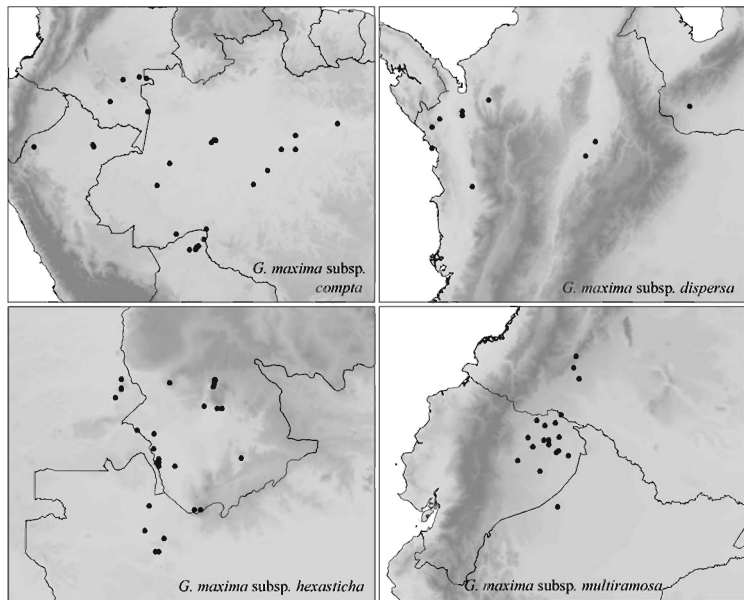 G. maxima subsp.
compta
G. maxima subsp. dispersa
G. maxima subsp. hexasticha
G. maxima subsp. multiramosa